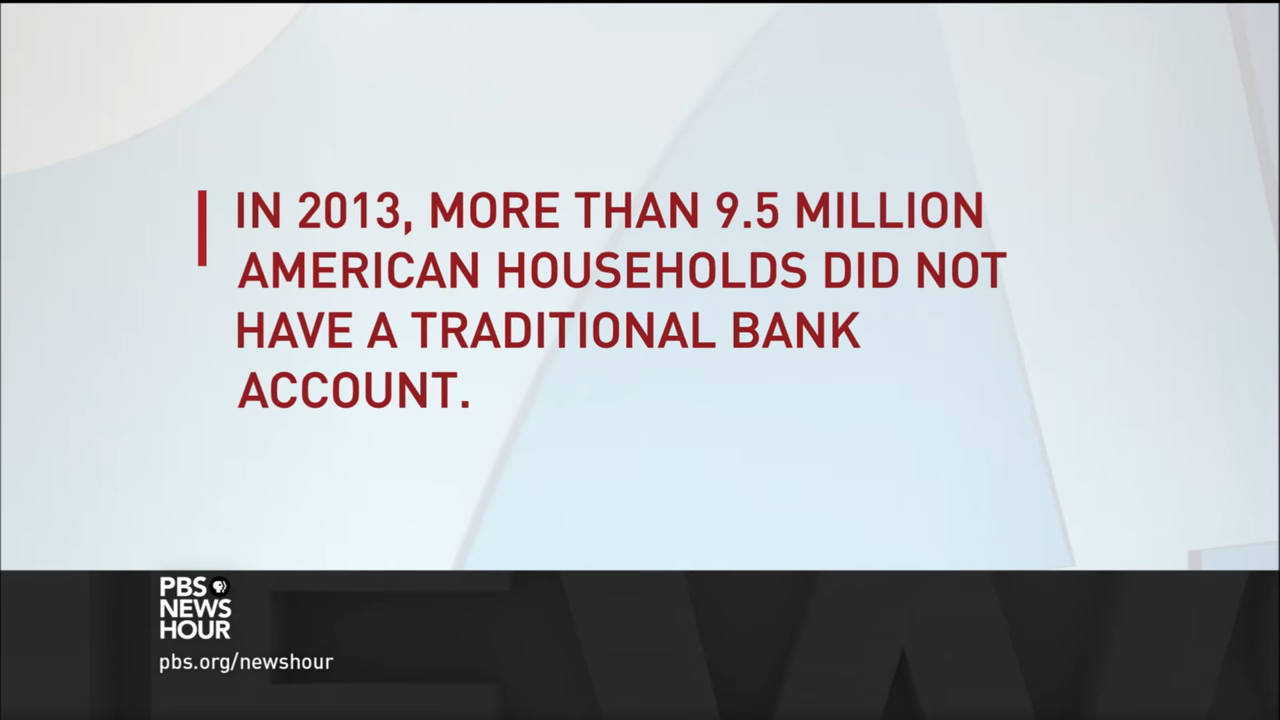 IN 2013, MORE THAN 9.5 MILLION
AMERICAN HOUSEHOLDS DID NOT
HAVE A TRADITIONAL BANK
ACCOUNT.
PBS
NEWS
HOUR
pbs.org/newshour